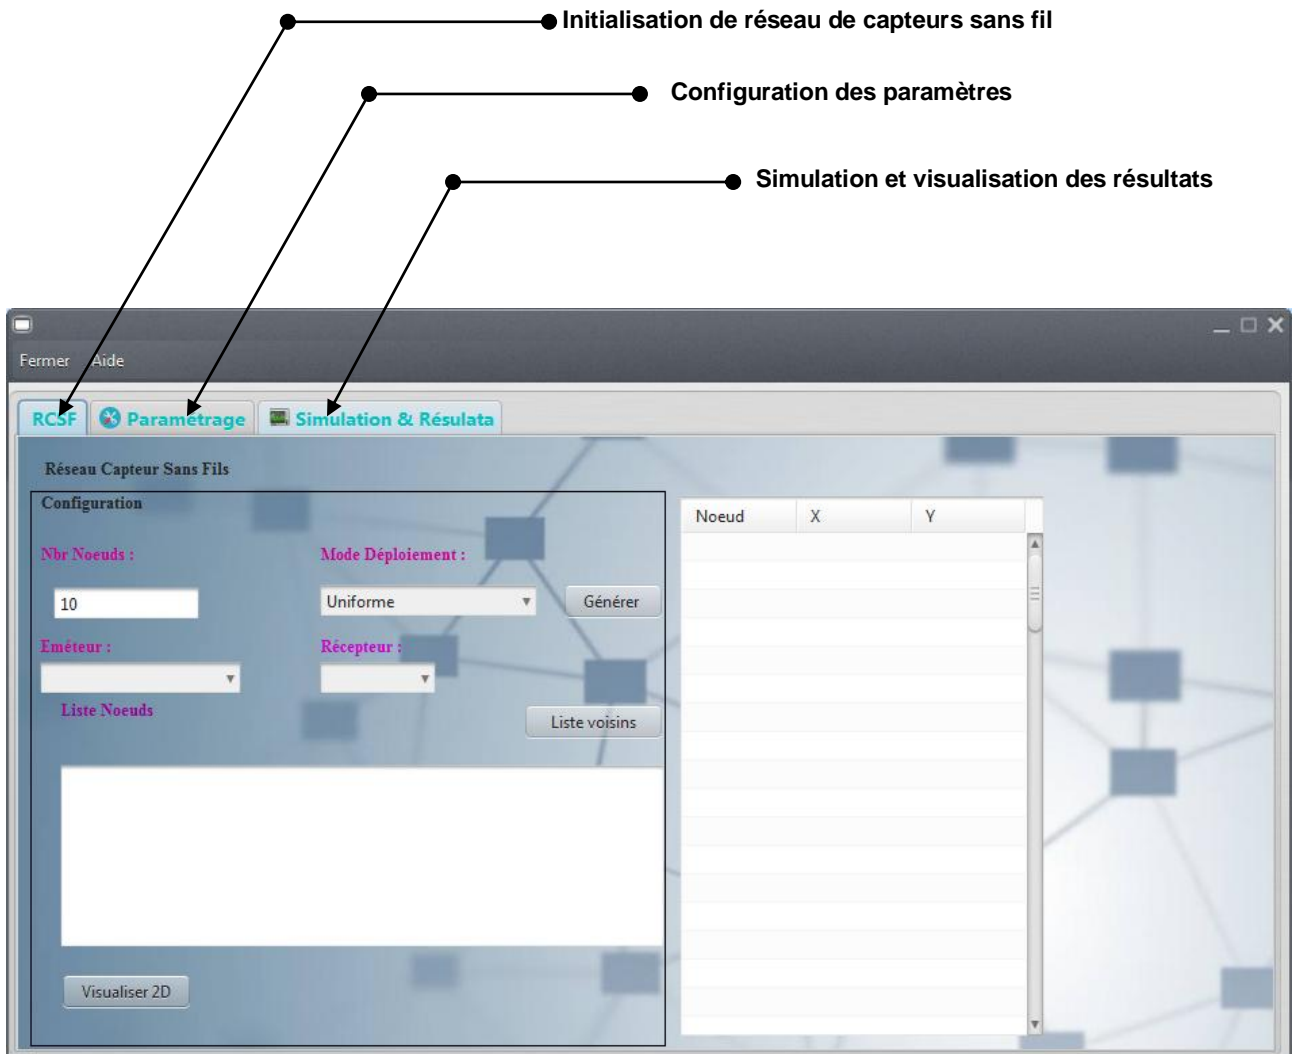 Initialisation de réseau de capteurs sans fil
Configuration des paramètres
Simulation et visualisation des résultats
Fermer Aide
RCSF Paramétrage Simulation & Résulata
Réseau Capteur Sans Fils
Configuration
Noeud X Y
Nbr Noeuds : Mode Déploiement :
10 Uniforme Générer
Eméteur : Récepteur :
Liste Noeuds
Liste voisins
Visualiser 2D